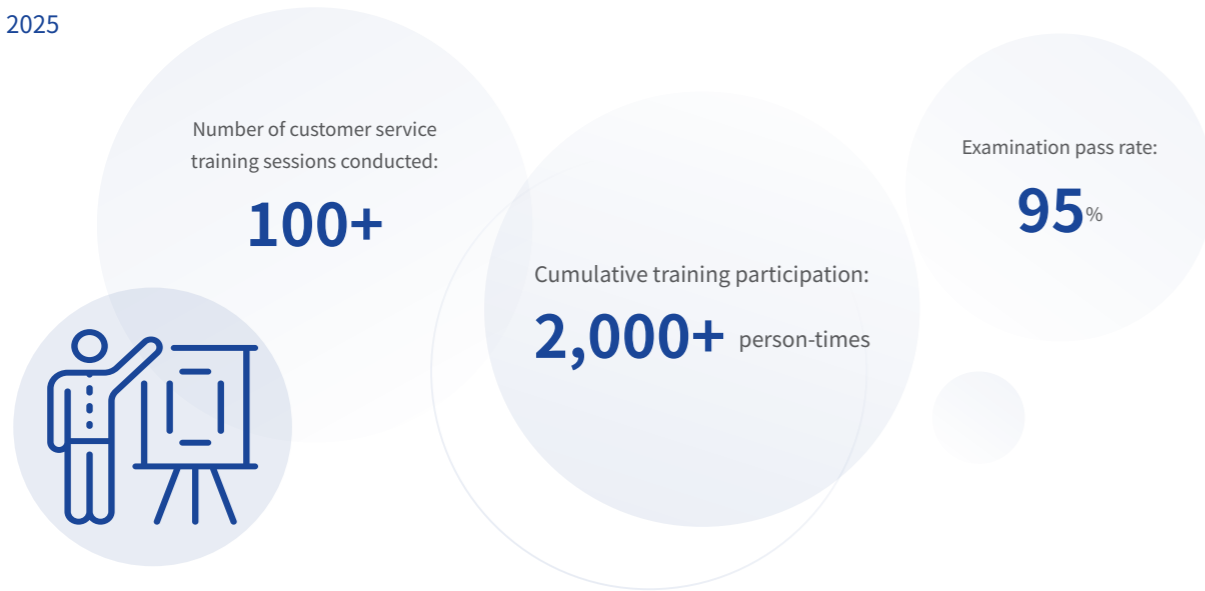 2025
Number of customer service
training sessions conducted:
100+
Cumulative training participation:
2,000+ person-times
Examination pass rate:
95%